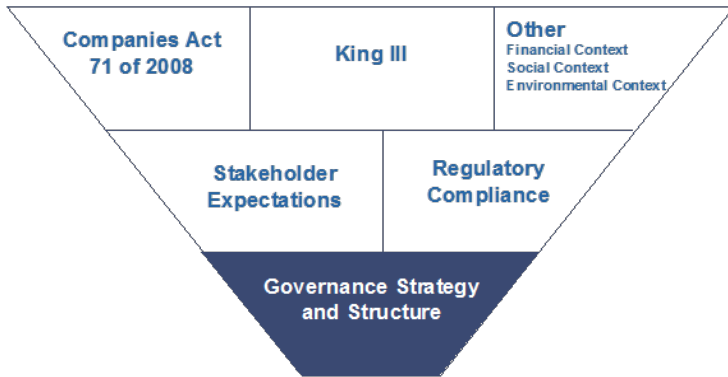 Companies Act
71 of 2008
King III
Other
Financial Context
Social Context
Environmental Context
Stakeholder
Expectations
Regulatory
Compliance
Governance Strategy
and Structure